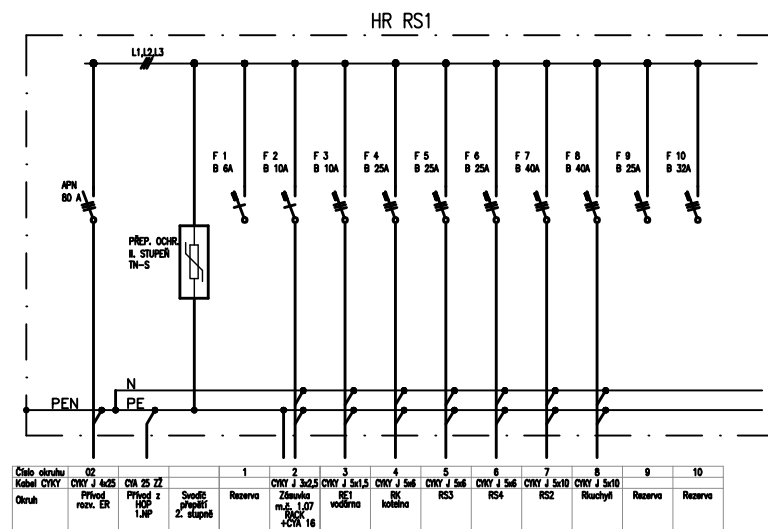 HR RS1
L1,L2,L3
F 1
B 6A
F 2
B 10A
F 3
B 10A
F 4
B 25A
F 5
B 25A
F 6
B 25A
F 7
B 40A
F 8
B 40A
F 9
B 25A
F 10
B 32A
APN
80 A
PŘEP. OCHR.
II. STUPEŇ
TN-S
N
PEN
PE
Číslo okruhu 02 1 2 3 4 5 6 7 8 9 10
Kabel CYKY CYKY J 4x25 CYA 25 ZŽ CYKY J 3x2,5 CYKY J 5x1,5 CYKY J 5x6 CYKY J 5x6 CYKY J 5x6 CYKY J 5x10 CYKY J 5x10
Okruh
Přívod
rozv. ER
Přívod z
HOP
1.NP
Svodič
přepětí
2. stupně
Rezerva
Zásuvka
m.č. 1.07
RACK
+CYA 16
RE1
vodárna
RK
kotelna
RS3
RS4
RS2
Rkuchyň
Rezerva
Rezerva